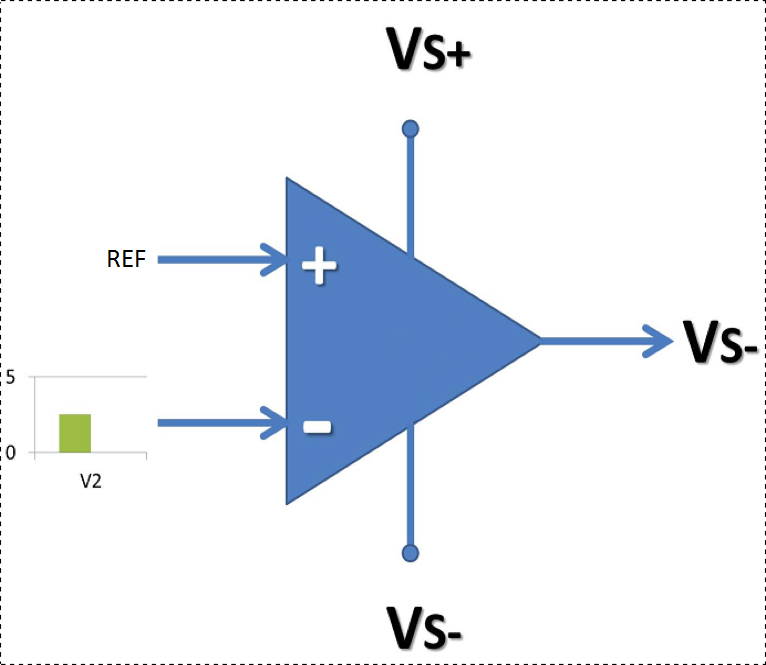 Vs+
REF
+
Vs-
5
-
0
V2
Vs-